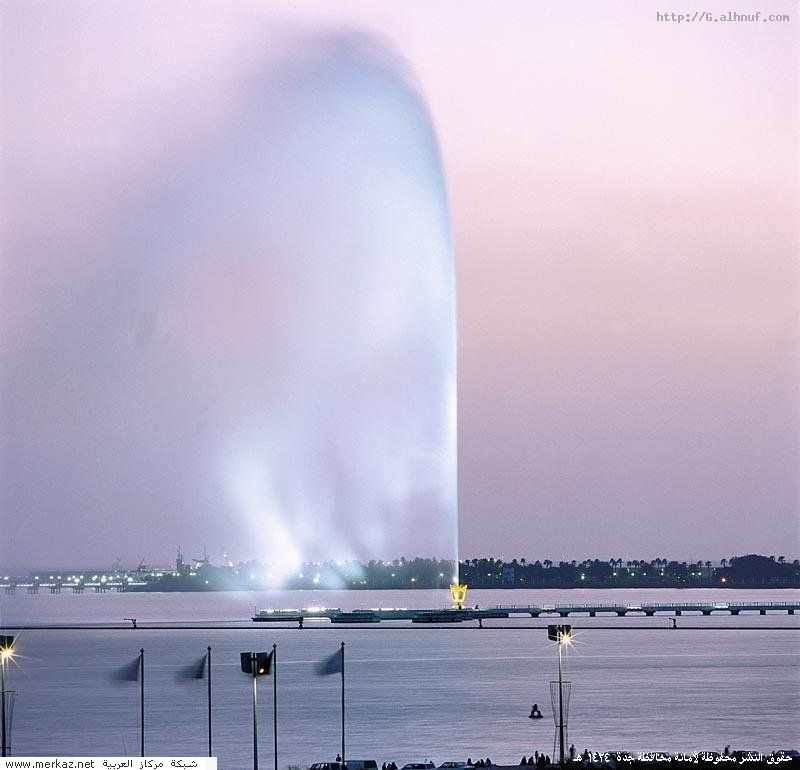 http://G.alhnuf.com
حقوق النشر محفوظة لأمانة محافظة جدة ١٤٢٤ هـ
www.merkaz.net شبكة مركاز العربية